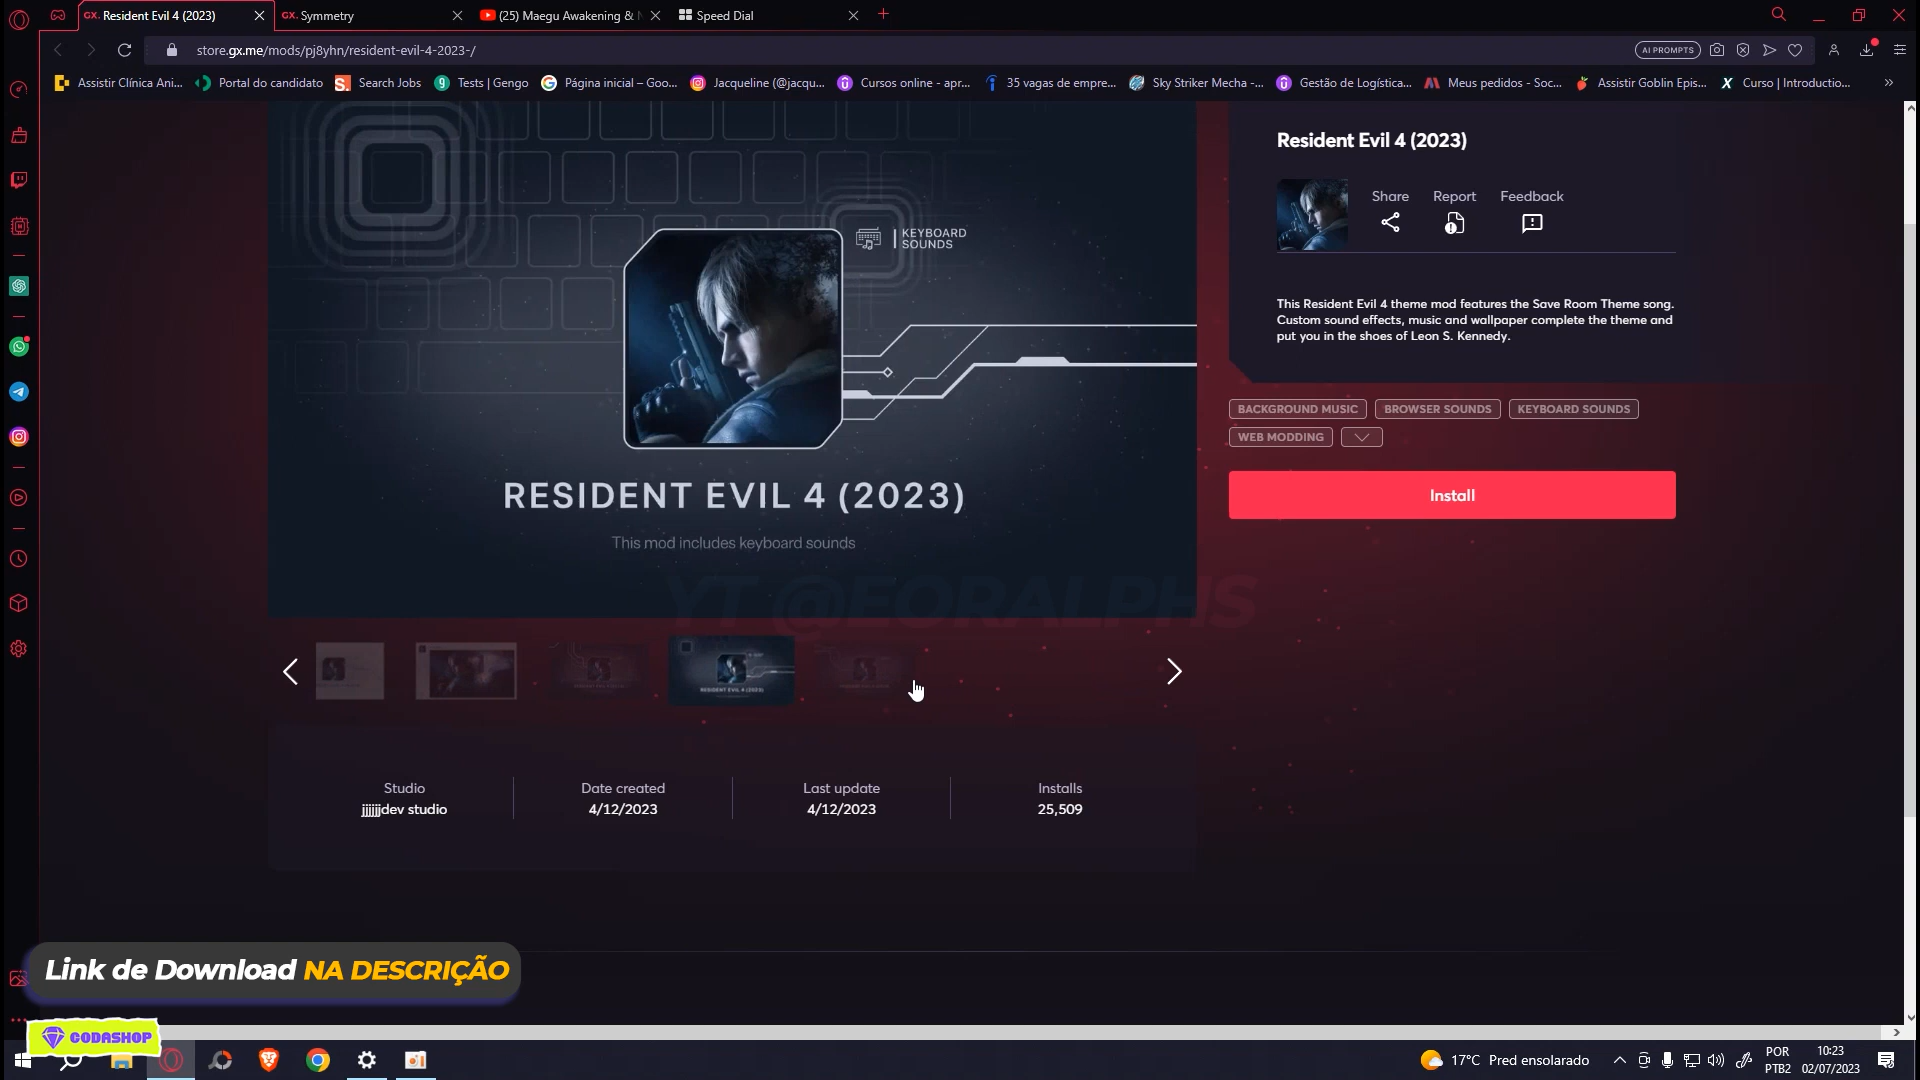 Resident Evil 4 (2023)
GX. Symmetry
(25) Maegu Awakening &
Speed Dial
store.gx.me/mods/pj8yhn/resident-evil-4-2023-/
AI PROMPTS
Assistir Clínica Ani...
Portal do candidato
Search Jobs
Tests | Gengo
Página inicial – Goo...
Jacqueline (@jacqu...
Cursos online - apr...
35 vagas de empre...
Sky Striker Mecha -...
Gestão de Logística...
Meus pedidos - Soc...
Assistir Goblin Epis...
Curso | Introductio...
KEYBOARD
SOUNDS
RESIDENT EVIL 4 (2023)
This mod includes keyboard sounds
Resident Evil 4 (2023)
Share
Report
Feedback
This Resident Evil 4 theme mod features the Save Room Theme song.
Custom sound effects, music and wallpaper complete the theme and
put you in the shoes of Leon S. Kennedy.
BACKGROUND MUSIC
BROWSER SOUNDS
KEYBOARD SOUNDS
WEB MODDING
Install
YT @EORALPHS
RESIDENT EVIL 4 (2023)
Studio
jjjjjjdev studio
Date created
4/12/2023
Last update
4/12/2023
Installs
25,509
Link de Download NA DESCRIÇÃO
CODASHOP
17°C Pred ensolarado
POR
PTB2
10:23
02/07/2023